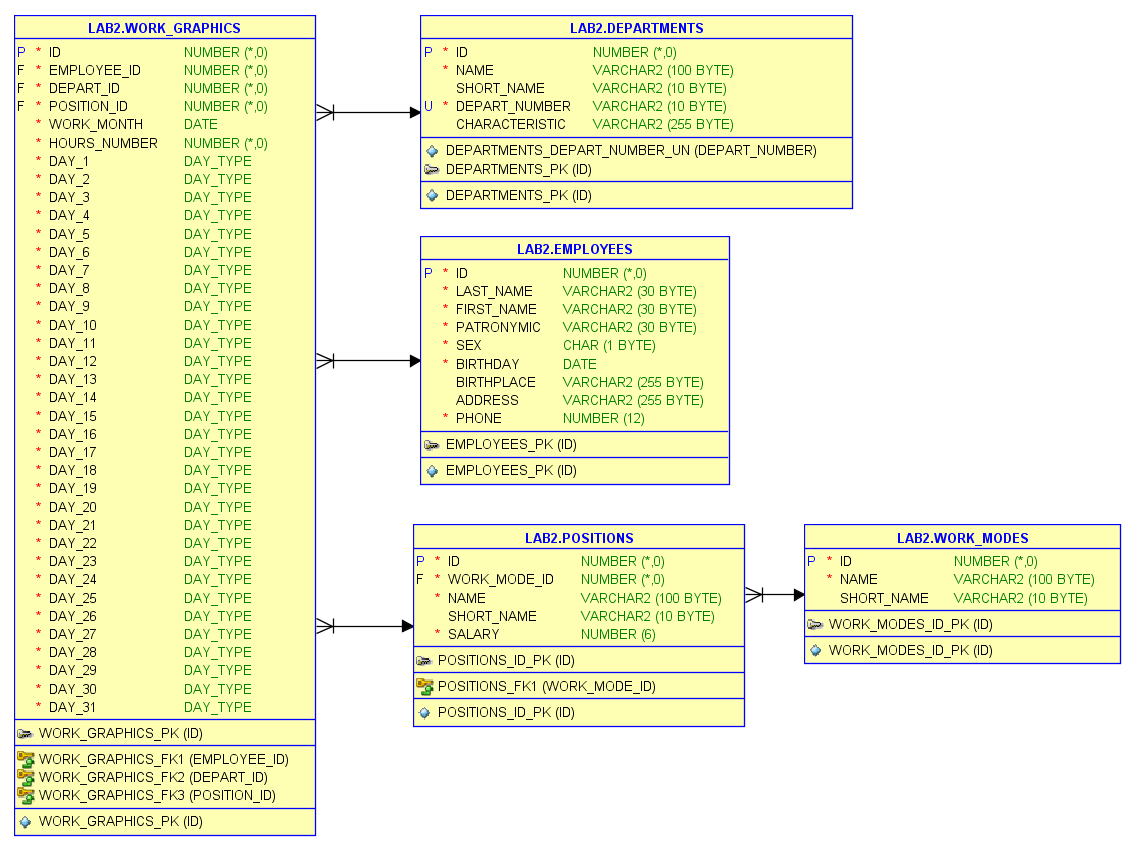 LAB2.WORK_GRAPHICS
P * ID NUMBER (*,0)
F * EMPLOYEE_ID NUMBER (*,0)
F * DEPART_ID NUMBER (*,0)
F * POSITION_ID NUMBER (*,0)
* WORK_MONTH DATE
* HOURS_NUMBER NUMBER (*,0)
* DAY_1 DAY_TYPE
* DAY_2 DAY_TYPE
* DAY_3 DAY_TYPE
* DAY_4 DAY_TYPE
* DAY_5 DAY_TYPE
* DAY_6 DAY_TYPE
* DAY_7 DAY_TYPE
* DAY_8 DAY_TYPE
* DAY_9 DAY_TYPE
* DAY_10 DAY_TYPE
* DAY_11 DAY_TYPE
* DAY_12 DAY_TYPE
* DAY_13 DAY_TYPE
* DAY_14 DAY_TYPE
* DAY_15 DAY_TYPE
* DAY_16 DAY_TYPE
* DAY_17 DAY_TYPE
* DAY_18 DAY_TYPE
* DAY_19 DAY_TYPE
* DAY_20 DAY_TYPE
* DAY_21 DAY_TYPE
* DAY_22 DAY_TYPE
* DAY_23 DAY_TYPE
* DAY_24 DAY_TYPE
* DAY_25 DAY_TYPE
* DAY_26 DAY_TYPE
* DAY_27 DAY_TYPE
* DAY_28 DAY_TYPE
* DAY_29 DAY_TYPE
* DAY_30 DAY_TYPE
* DAY_31 DAY_TYPE
WORK_GRAPHICS_PK (ID)
WORK_GRAPHICS_FK1 (EMPLOYEE_ID)
WORK_GRAPHICS_FK2 (DEPART_ID)
WORK_GRAPHICS_FK3 (POSITION_ID)
WORK_GRAPHICS_PK (ID)
LAB2.DEPARTMENTS
P * ID NUMBER (*,0)
* NAME VARCHAR2 (100 BYTE)
SHORT_NAME VARCHAR2 (10 BYTE)
U * DEPART_NUMBER VARCHAR2 (10 BYTE)
CHARACTERISTIC VARCHAR2 (255 BYTE)
DEPARTMENTS_DEPART_NUMBER_UN (DEPART_NUMBER)
DEPARTMENTS_PK (ID)
DEPARTMENTS_PK (ID)
LAB2.EMPLOYEES
P * ID NUMBER (*,0)
* LAST_NAME VARCHAR2 (30 BYTE)
* FIRST_NAME VARCHAR2 (30 BYTE)
* PATRONYMIC VARCHAR2 (30 BYTE)
* SEX CHAR (1 BYTE)
* BIRTHDAY DATE
BIRTHPLACE VARCHAR2 (255 BYTE)
ADDRESS VARCHAR2 (255 BYTE)
* PHONE NUMBER (12)
EMPLOYEES_PK (ID)
EMPLOYEES_PK (ID)
LAB2.POSITIONS
P * ID NUMBER (*,0)
F * WORK_MODE_ID NUMBER (*,0)
* NAME VARCHAR2 (100 BYTE)
SHORT_NAME VARCHAR2 (10 BYTE)
* SALARY NUMBER (6)
POSITIONS_ID_PK (ID)
POSITIONS_FK1 (WORK_MODE_ID)
POSITIONS_ID_PK (ID)
LAB2.WORK_MODES
P * ID NUMBER (*,0)
* NAME VARCHAR2 (100 BYTE)
SHORT_NAME VARCHAR2 (10 BYTE)
WORK_MODES_ID_PK (ID)
WORK_MODES_ID_PK (ID)